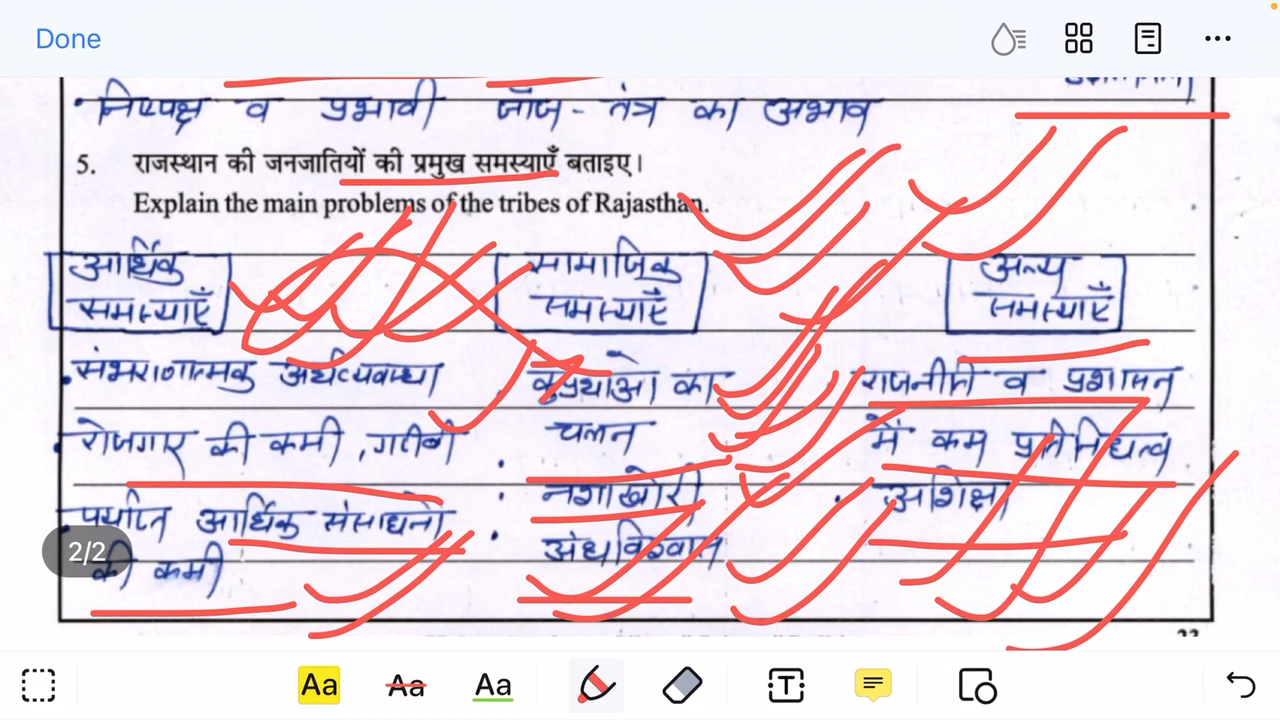 Done
• निष्पक्ष व प्रभावी जाँज - तंत्र का अभाव
5. राजस्थान की जनजातियों की प्रमुख समस्याएँ बताइए।
Explain the main problems of the tribes of Rajasthan.
आर्थिक समस्याएँ
सामाजिक समस्याएँ
अन्य समस्याएँ
• संभरणात्मक अर्थव्यवस्था
• रोजगार की कमी, गरीबी
• पर्याप्त आर्थिक संसाधनो
की कमी
कुप्रथाओं का
चलन
• नशाखोरी
• अंधविश्वास
राजनीति व प्रशासन
में कम प्रतिनिधित्व
• अशिक्षा
2/2
Aa Aa Aa T